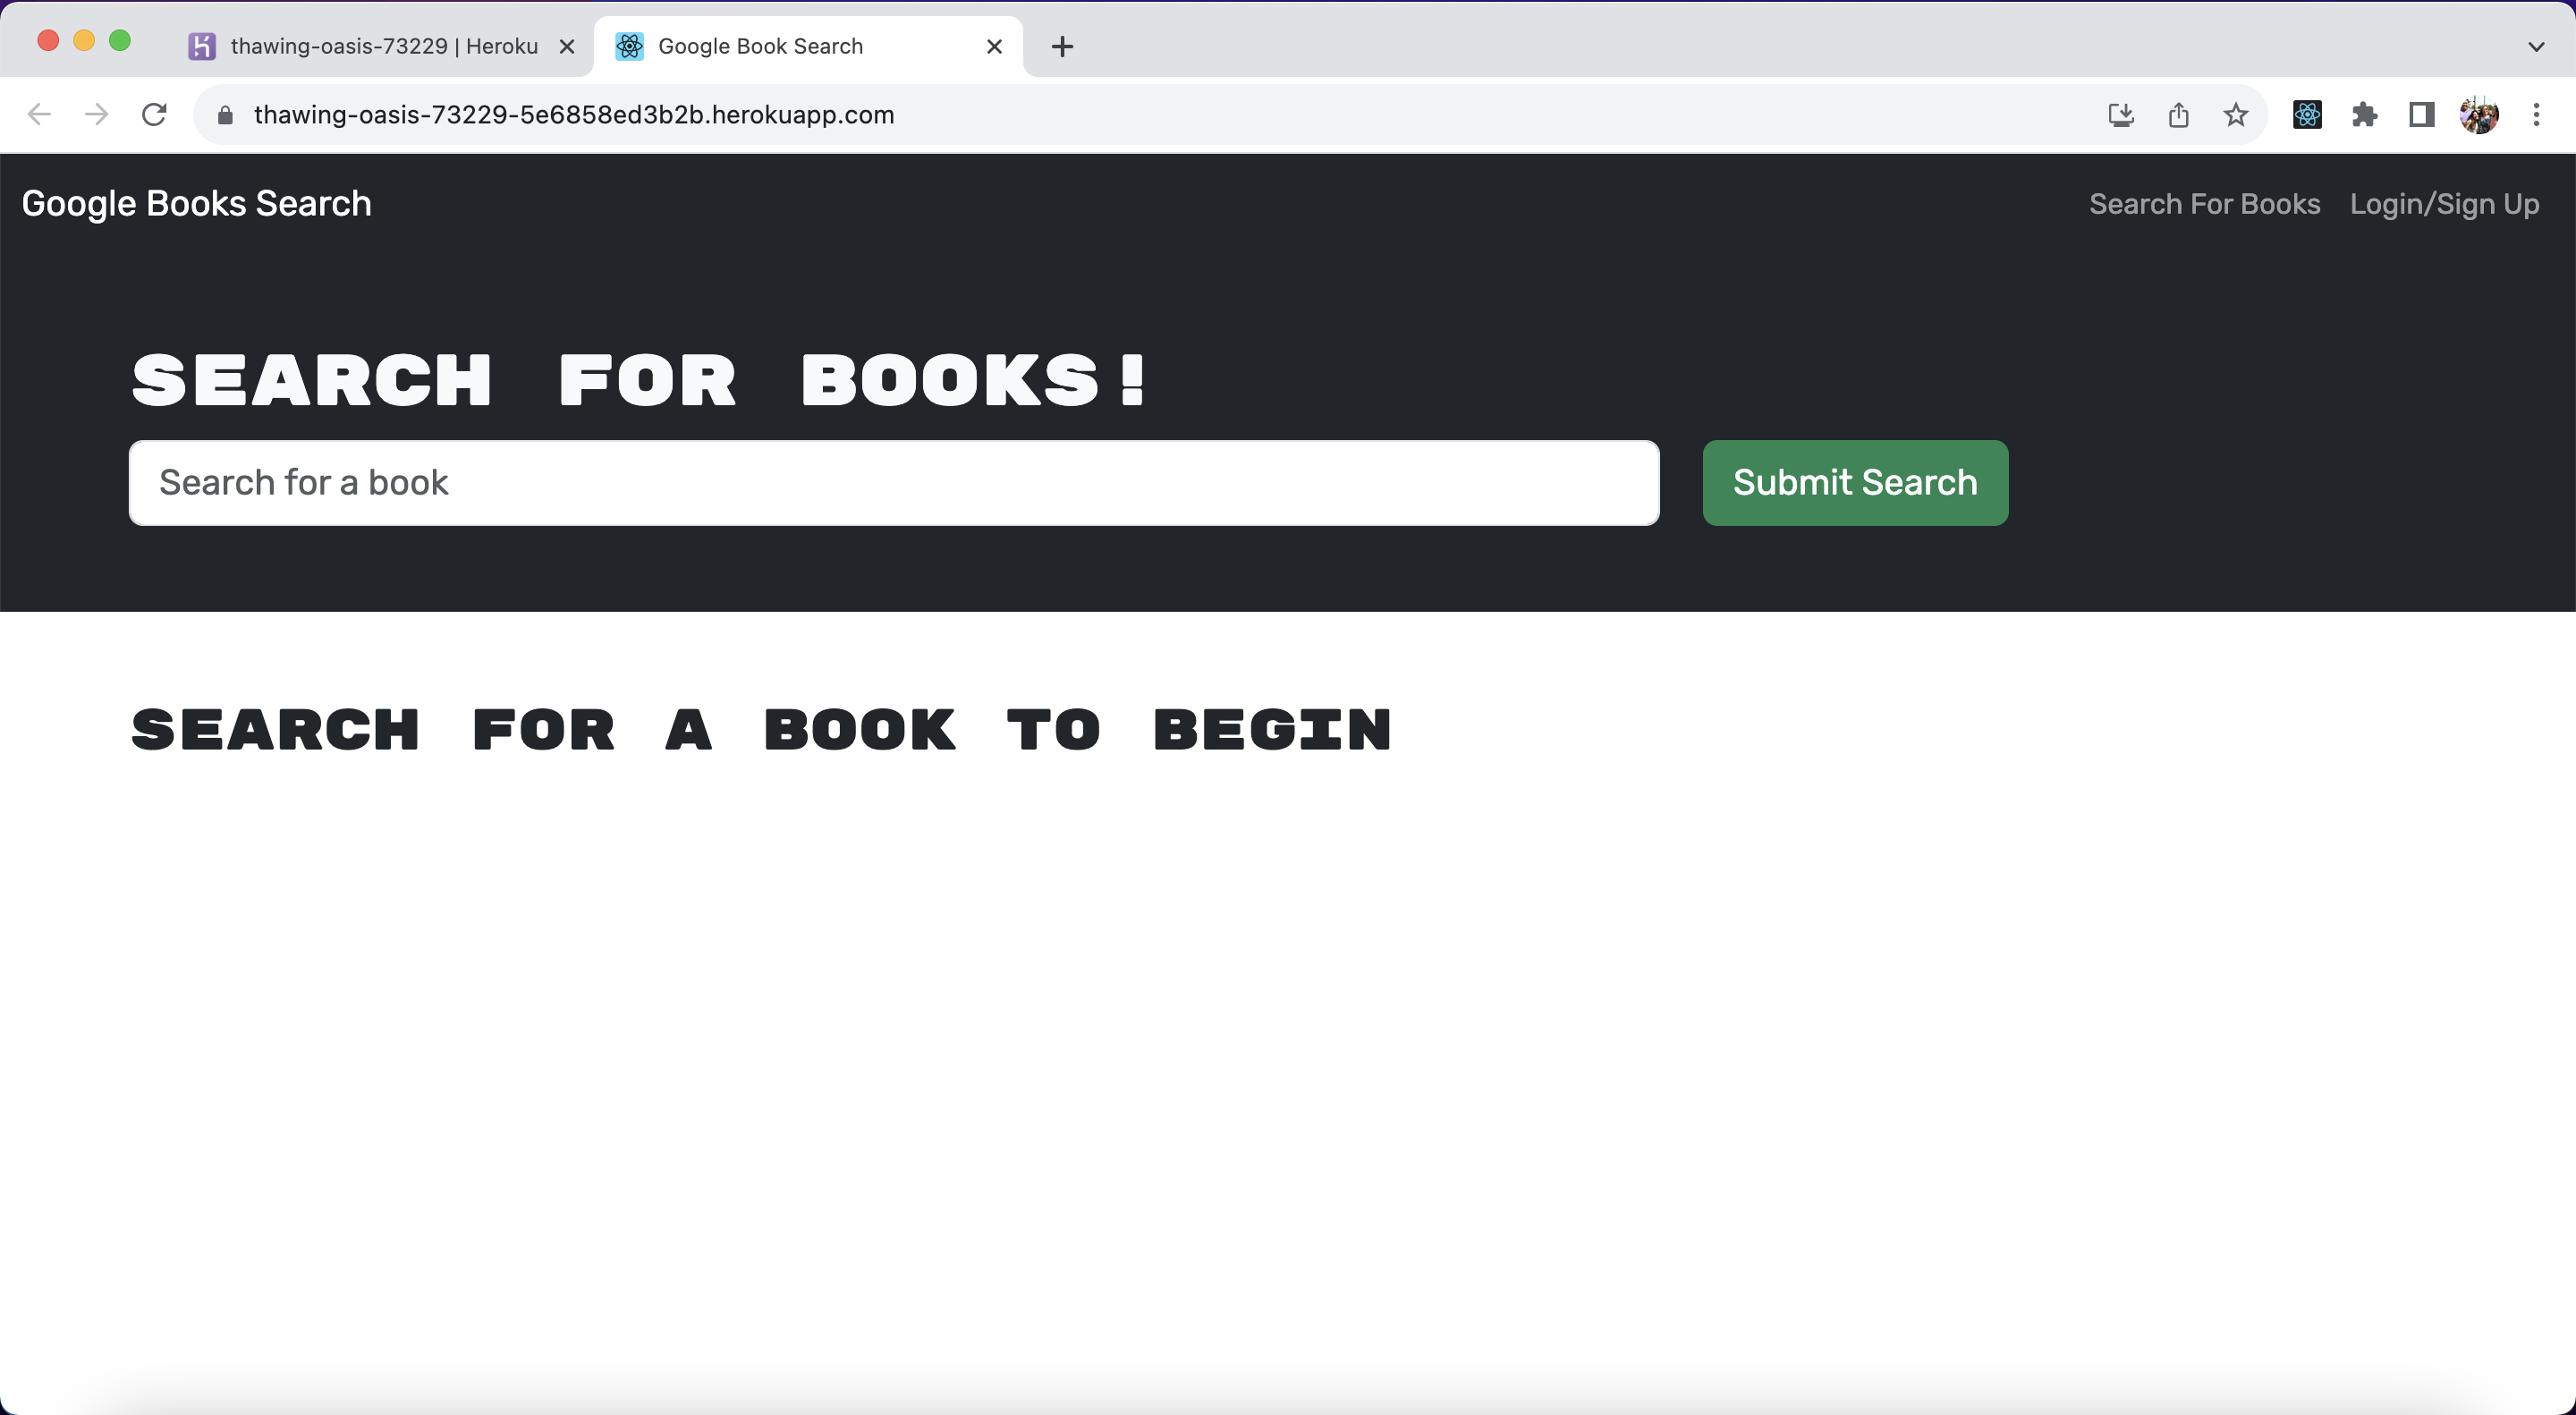 thawing-oasis-73229 | Heroku
Google Book Search
thawing-oasis-73229-5e6858ed3b2b.herokuapp.com
Google Books Search
Search For Books
Login/Sign Up
SEARCH FOR BOOKS!
Search for a book
Submit Search
SEARCH FOR A BOOK TO BEGIN